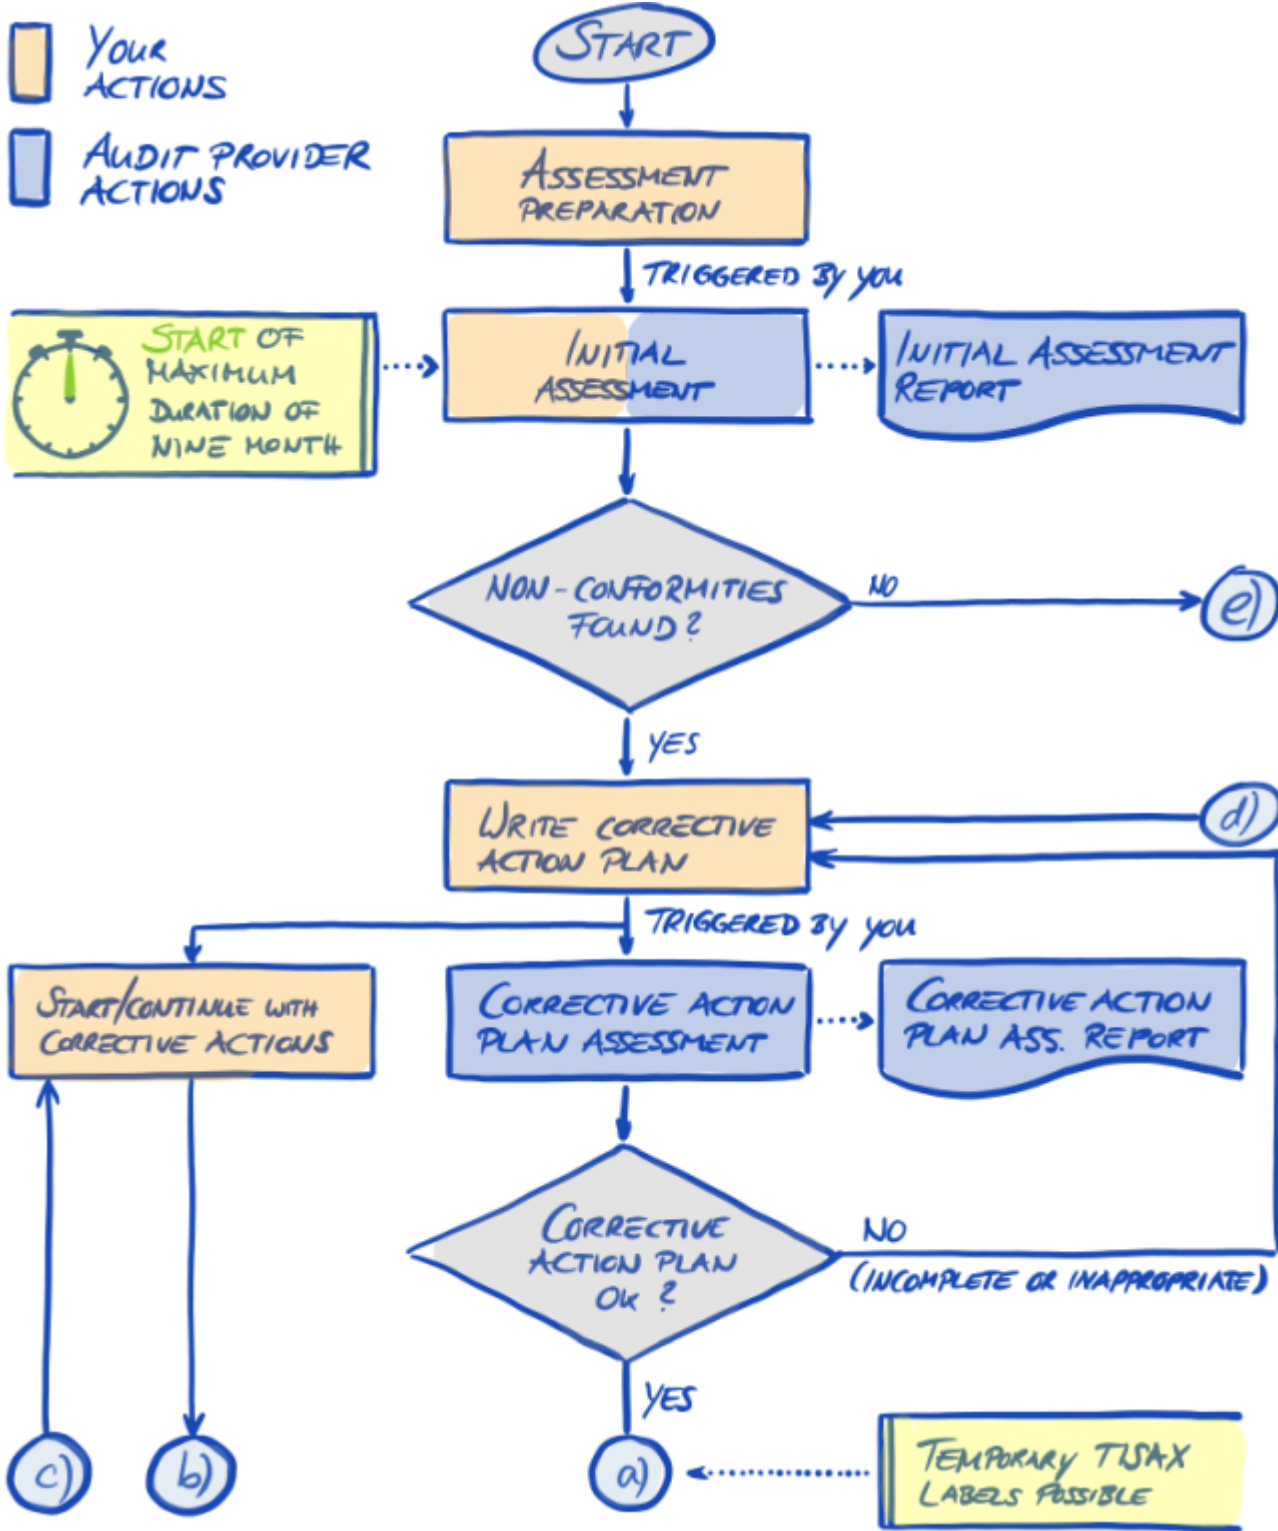 START
YOUR
ACTIONS
AUDIT PROVIDER
ACTIONS
ASSESSMENT
PREPARATION
TRIGGERED BY YOU
START OF
MAXIMUM
DURATION OF
NINE MONTH
INITIAL
ASSESSMENT
INITIAL ASSESSMENT
REPORT
NON-CONFORMITIES
FOUND?
NO
e)
YES
WRITE CORRECTIVE
ACTION PLAN
d)
TRIGGERED BY YOU
START/CONTINUE WITH
CORRECTIVE ACTIONS
CORRECTIVE ACTION
PLAN ASSESSMENT
CORRECTIVE ACTION
PLAN ASS. REPORT
CORRECTIVE
ACTION PLAN
OK?
NO
(INCOMPLETE OR INAPPROPRIATE)
YES
c)
b)
a)
TEMPORARY TISAX
LABELS POSSIBLE